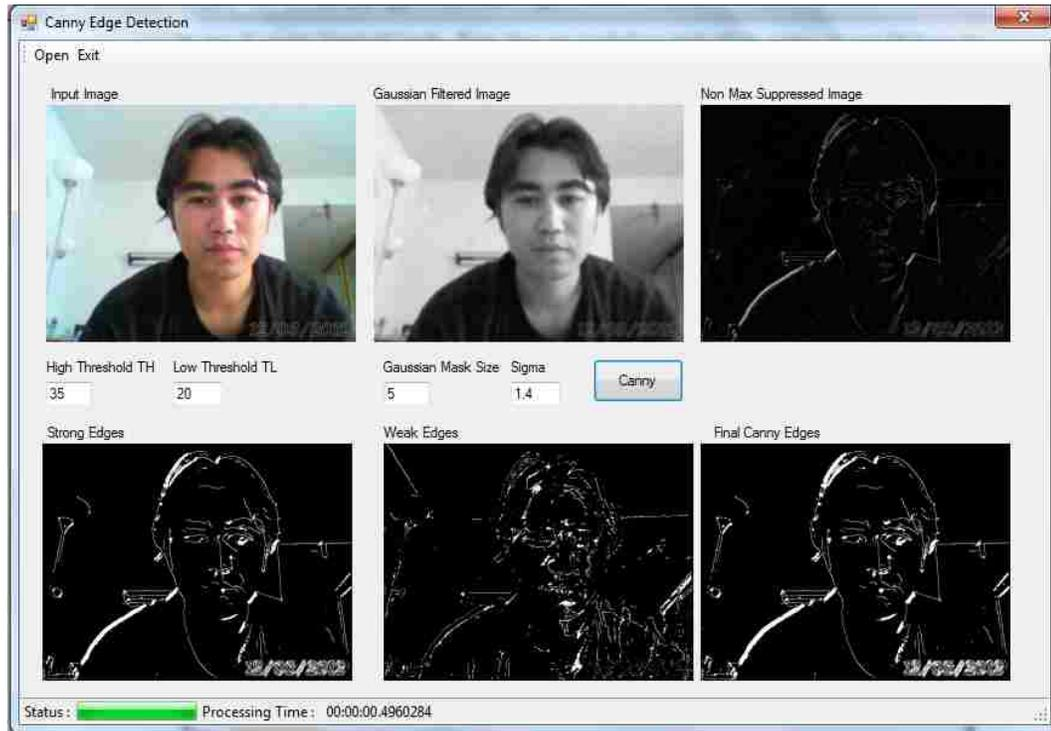 Canny Edge Detection
Open Exit
Input Image
Gaussian Filtered Image
Non Max Suppressed Image
High Threshold TH
Low Threshold TL
Gaussian Mask Size
Sigma
35
20
5
1.4
Canny
Strong Edges
Weak Edges
Final Canny Edges
Status :
Processing Time : 00:00:00.4960284